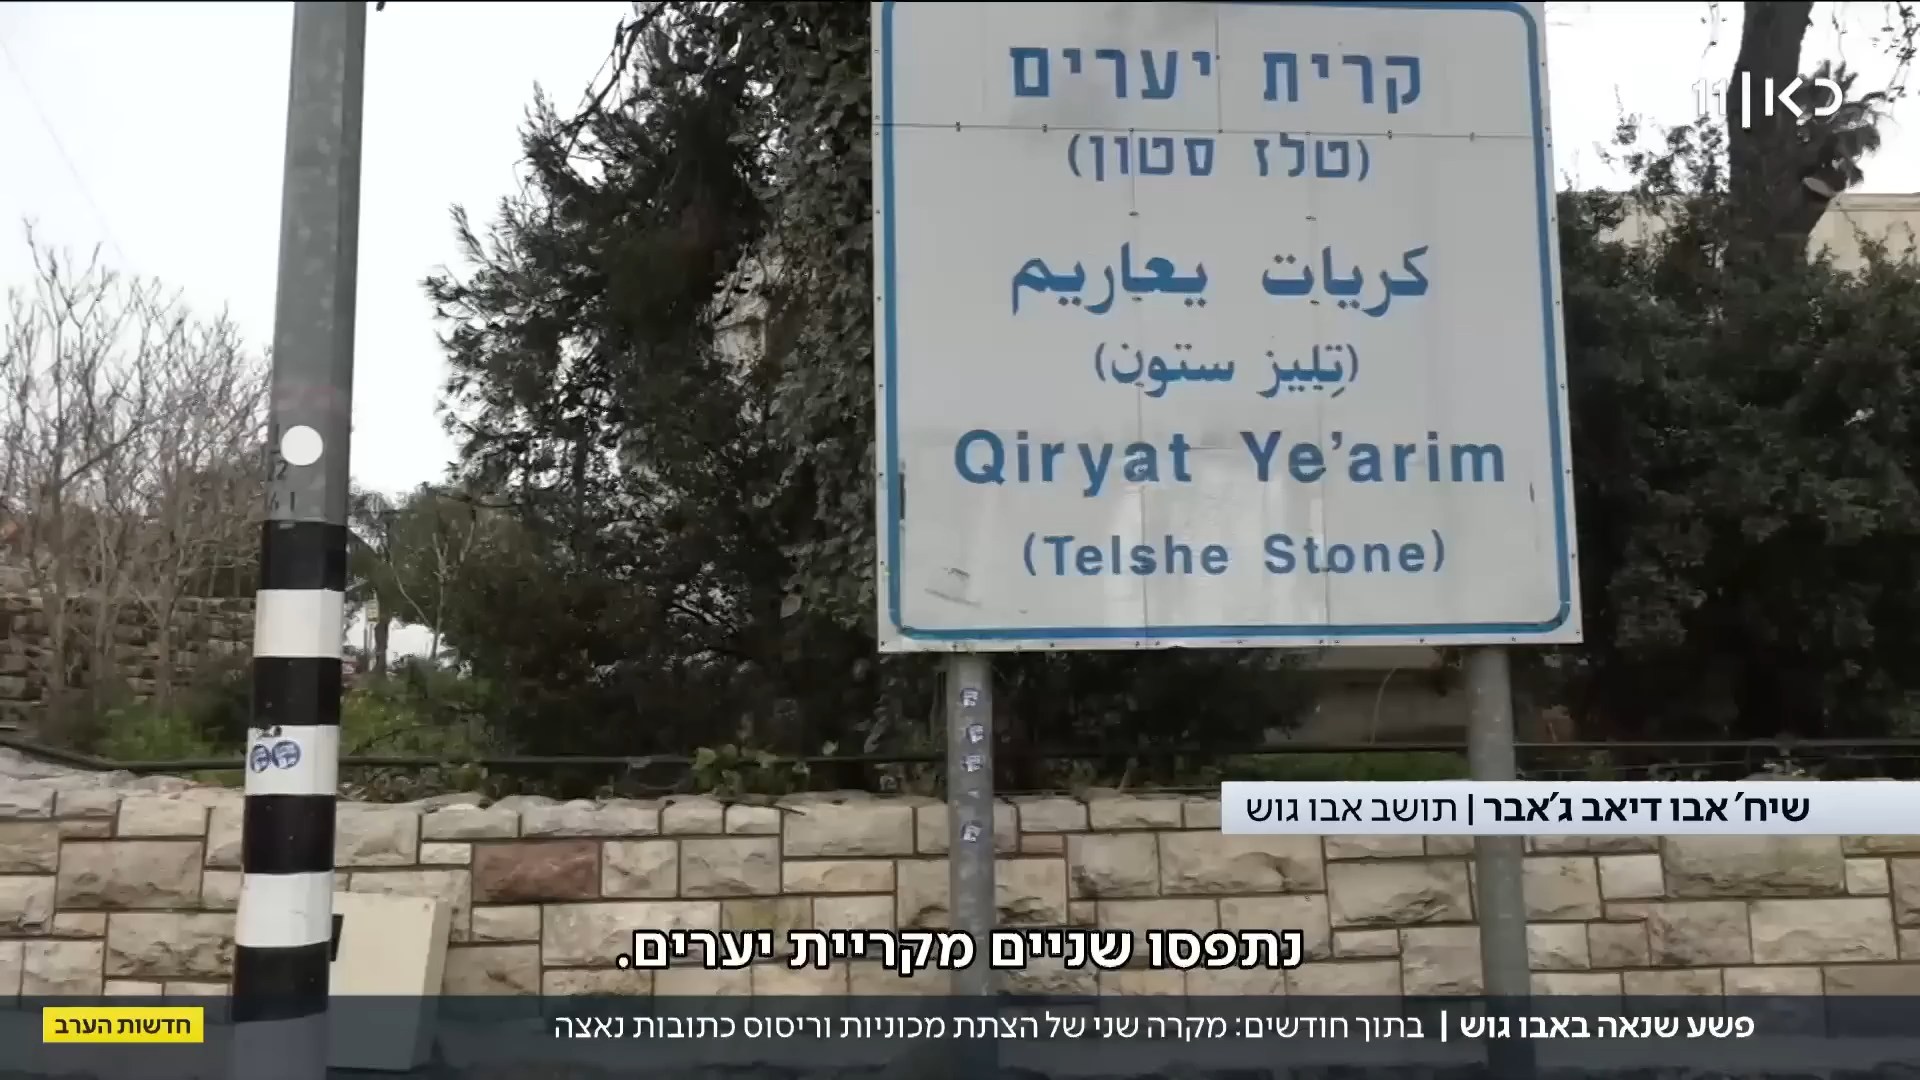 קרית יערים
(טלז סטון)
كريات يعاريم
(تِليز ستون)
Qiryat Ye'arim
(Telshe Stone)
כאן 11
שיח' אבו דיאב ג'אבר | תושב אבו גוש
נתפסו שניים מקריית יערים.
פשע שנאה באבו גוש | בתוך חודשים: מקרה שני של הצתת מכוניות וריסוס כתובות נאצה
חדשות הערב